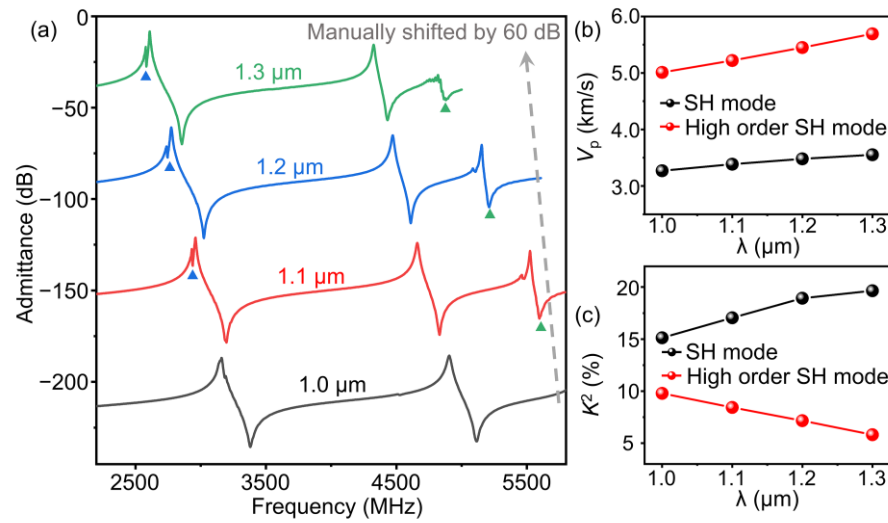 (a)
Manually shifted by 60 dB
1.3 μm
1.2 μm
1.1 μm
1.0 μm
0
−50
−100
−150
−200
Admittance (dB)
2500 3500 4500 5500
Frequency (MHz)
(b)
6.0
5.0
3.0
Vp (km/s)
SH mode
High order SH mode
1.0 1.1 1.2 1.3
λ (μm)
(c)
20
15
10
5
K² (%)
SH mode
High order SH mode
1.0 1.1 1.2 1.3
λ (μm)